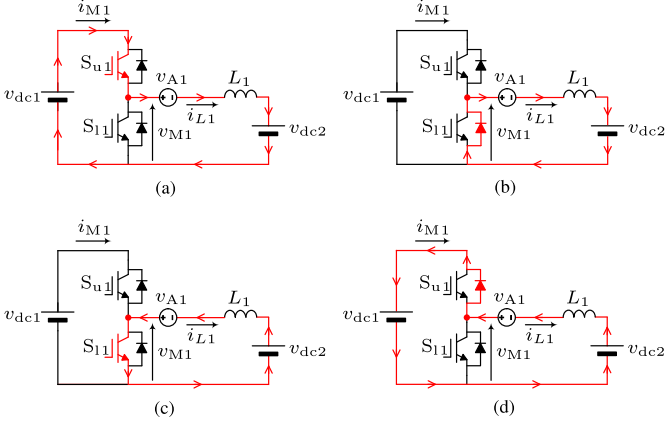 i_M1 i_M1
S_u1 v_A1 L_1 S_u1 v_A1 L_1
v_dc1 v_dc1
S_l1 i_L1 v_dc2 S_l1 i_L1 v_dc2
v_M1 v_M1
(a) (b)
i_M1 i_M1
S_u1 v_A1 L_1 S_u1 v_A1 L_1
v_dc1 v_dc1
S_l1 i_L1 v_dc2 S_l1 i_L1 v_dc2
v_M1 v_M1
(c) (d)